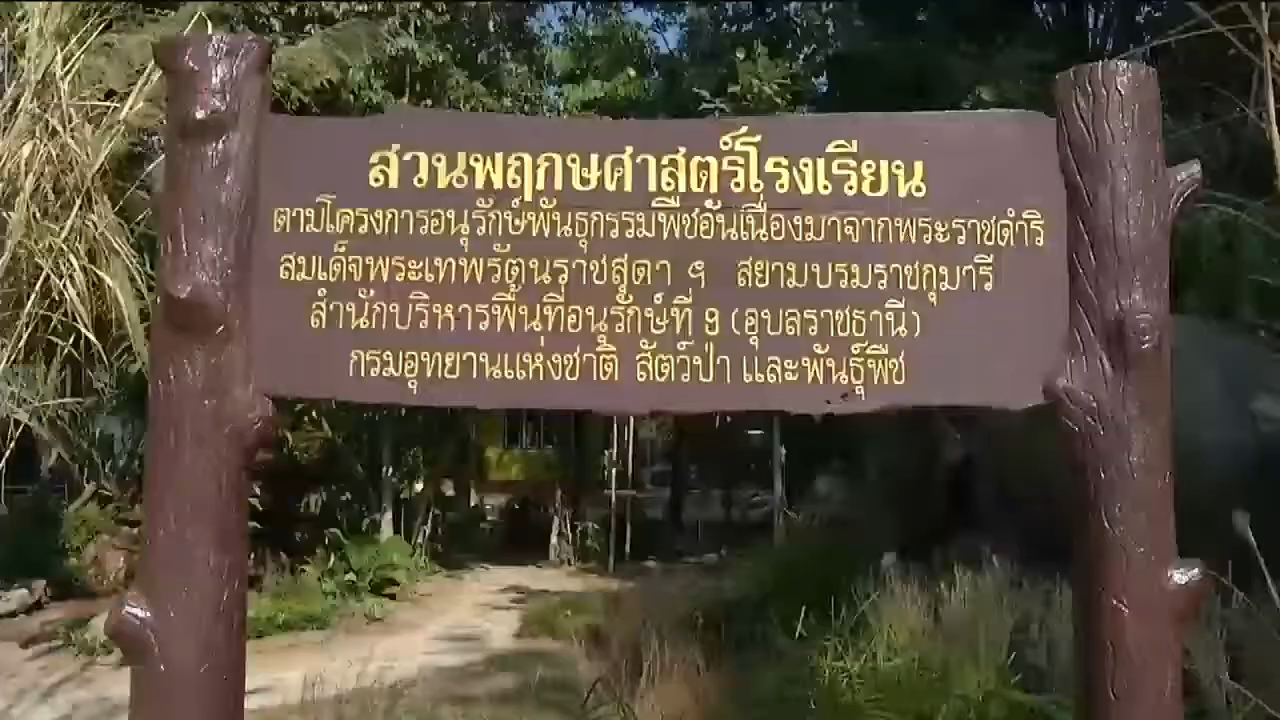 สวนพฤกษศาสตร์โรงเรียน
ตามโครงการอนุรักษ์พันธุกรรมพืชอันเนื่องมาจากพระราชดำริ
สมเด็จพระเทพรัตนราชสุดา ฯ สยามบรมราชกุมารี
สำนักบริหารพื้นที่อนุรักษ์ที่ 9 (อุบลราชธานี)
กรมอุทยานแห่งชาติ สัตว์ป่า และพันธุ์พืช